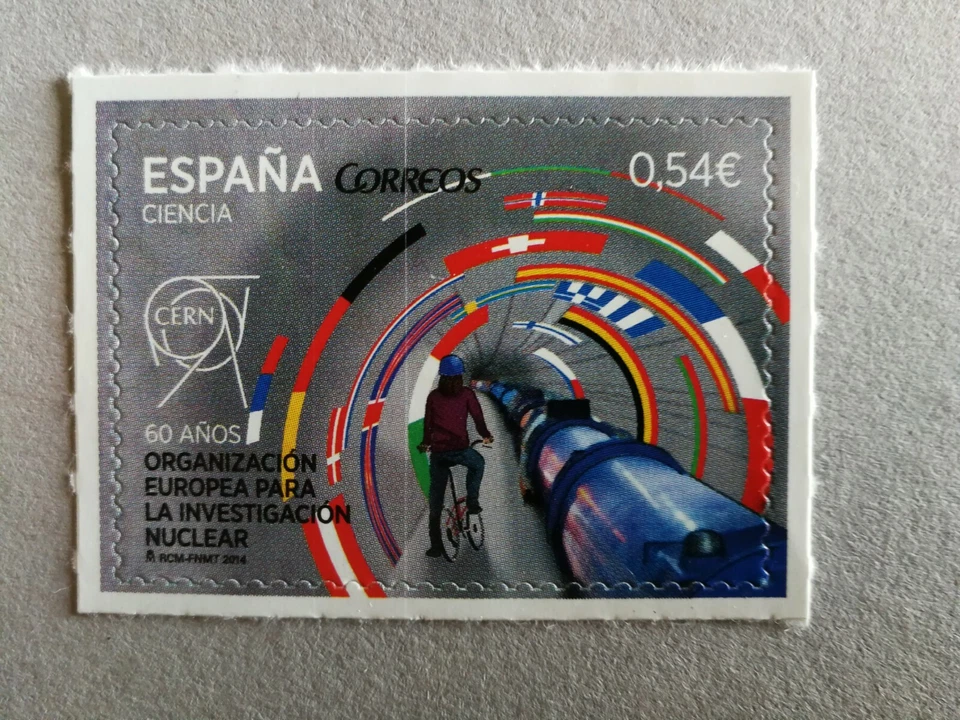 ESPAÑA CORREOS 0,54€
CIENCIA
CERN
60 AÑOS
ORGANIZACIÓN
EUROPEA PARA
LA INVESTIGACIÓN
NUCLEAR
RCM-FNMT 2014